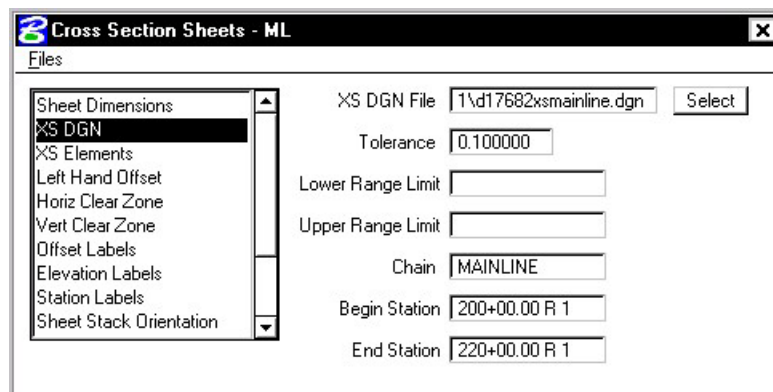 Cross Section Sheets - ML
Files
Sheet Dimensions
XS DGN
XS Elements
Left Hand Offset
Horiz Clear Zone
Vert Clear Zone
Offset Labels
Elevation Labels
Station Labels
Sheet Stack Orientation
XS DGN File 1\d17682xsmainline.dgn Select
Tolerance 0.100000
Lower Range Limit
Upper Range Limit
Chain MAINLINE
Begin Station 200+00.00 R 1
End Station 220+00.00 R 1